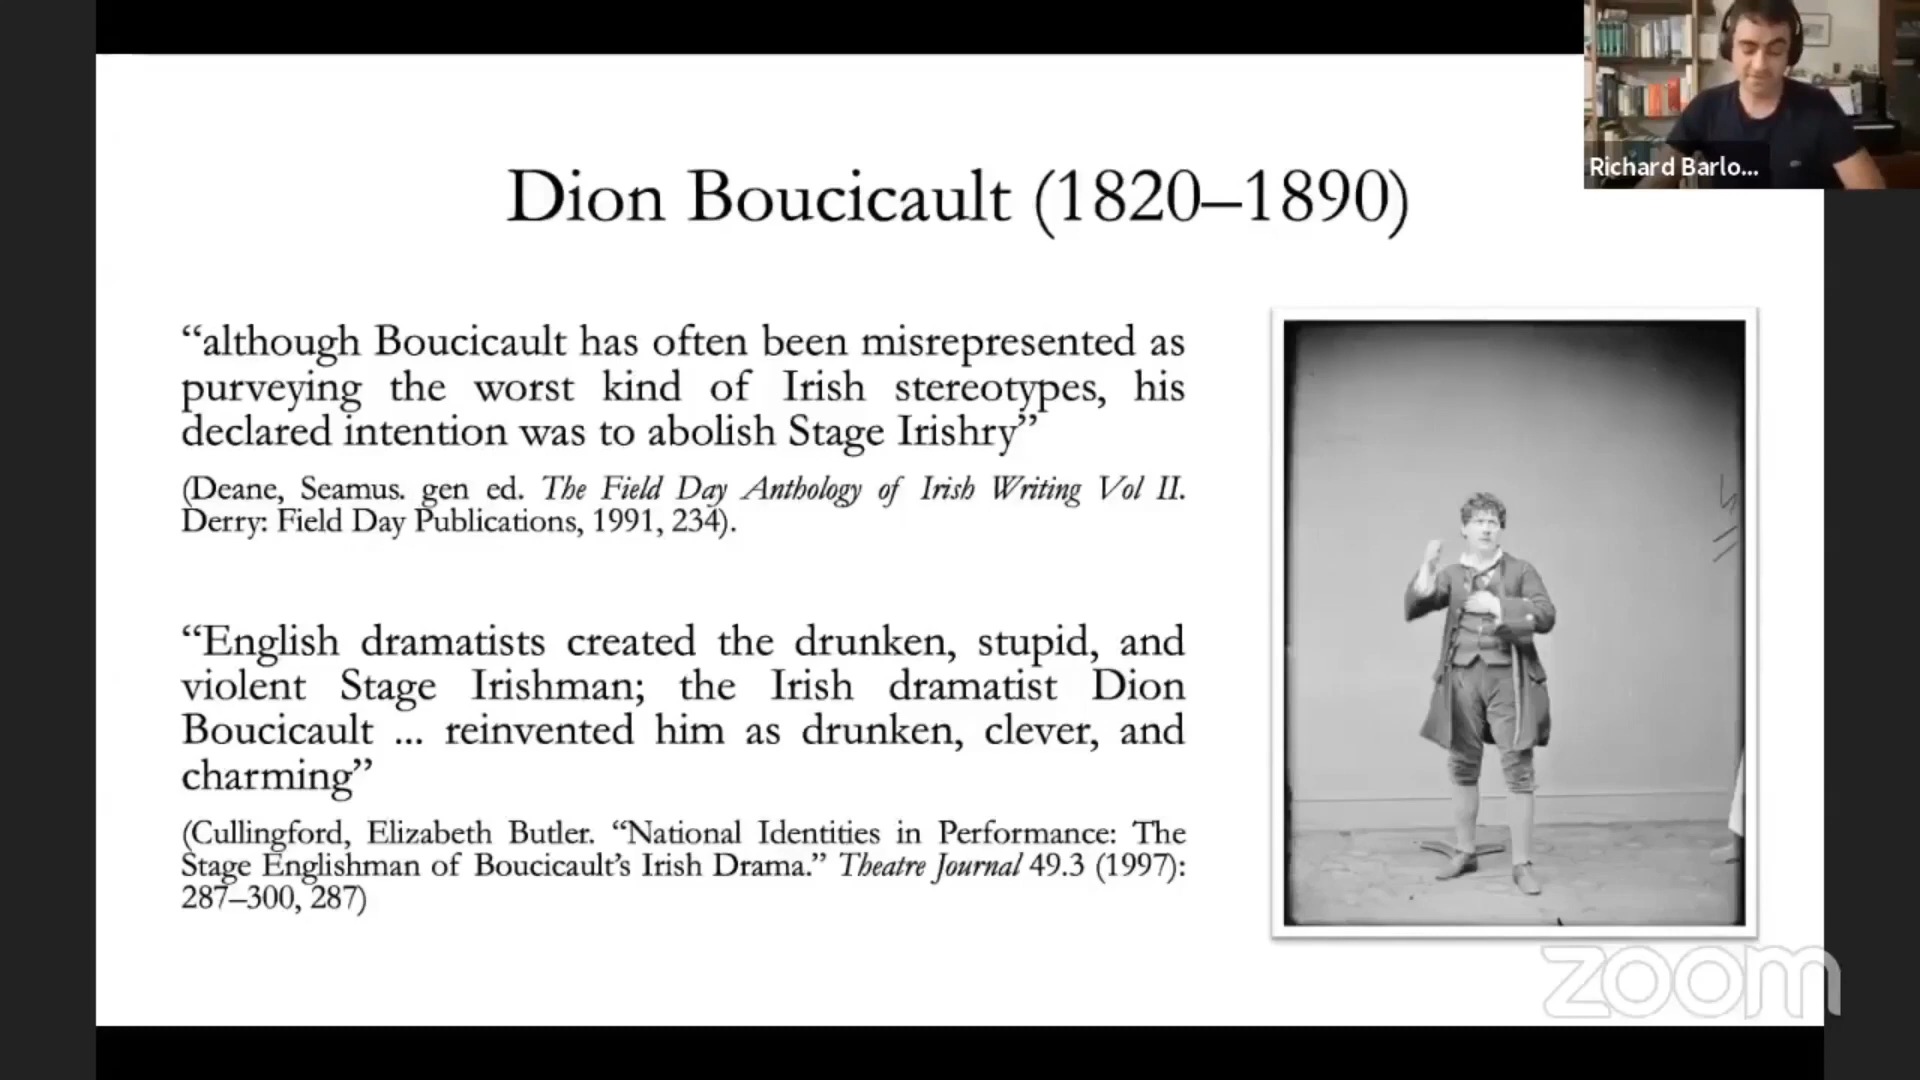 Richard Barlo...
Dion Boucicault (1820–1890)
“although Boucicault has often been misrepresented as
purveying the worst kind of Irish stereotypes, his
declared intention was to abolish Stage Irishry”
(Deane, Seamus. gen ed. The Field Day Anthology of Irish Writing Vol II.
Derry: Field Day Publications, 1991, 234).
“English dramatists created the drunken, stupid, and
violent Stage Irishman; the Irish dramatist Dion
Boucicault ... reinvented him as drunken, clever, and
charming”
(Cullingford, Elizabeth Butler. “National Identities in Performance: The
Stage Englishman of Boucicault’s Irish Drama.” Theatre Journal 49.3 (1997):
287–300, 287)
zoom